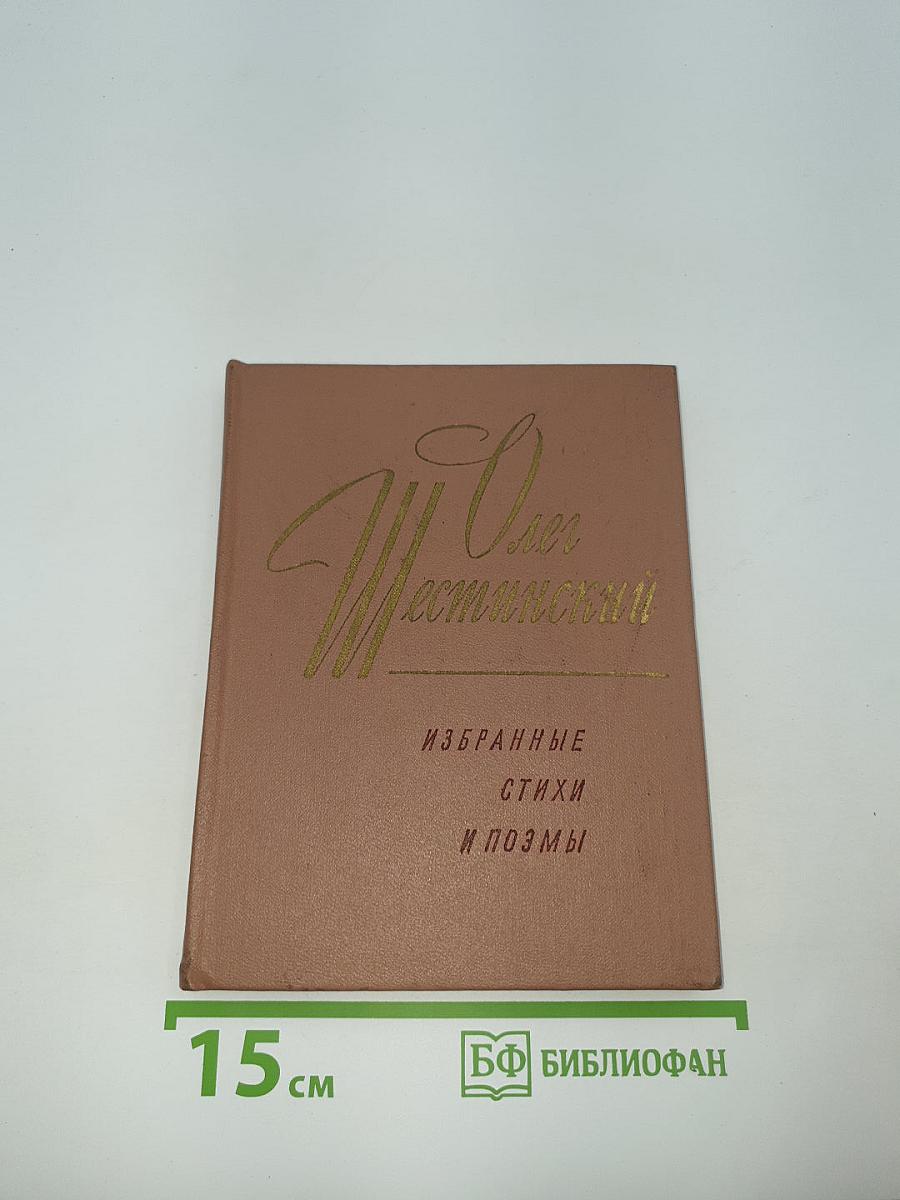 Олег
Шестинский
ИЗБРАННЫЕ
СТИХИ
И ПОЭМЫ
15 см
БФ БИБЛИОФАН